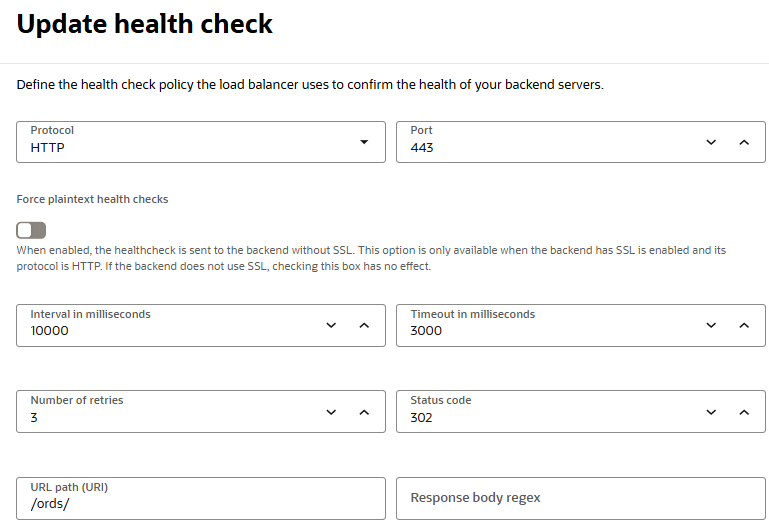 Update health check
Define the health check policy the load balancer uses to confirm the health of your backend servers.
Protocol
HTTP
Port
443
Force plaintext health checks
When enabled, the healthcheck is sent to the backend without SSL. This option is only available when the backend has SSL is enabled and its
protocol is HTTP. If the backend does not use SSL, checking this box has no effect.
Interval in milliseconds
10000
Timeout in milliseconds
3000
Number of retries
3
Status code
302
URL path (URI)
/ords/
Response body regex